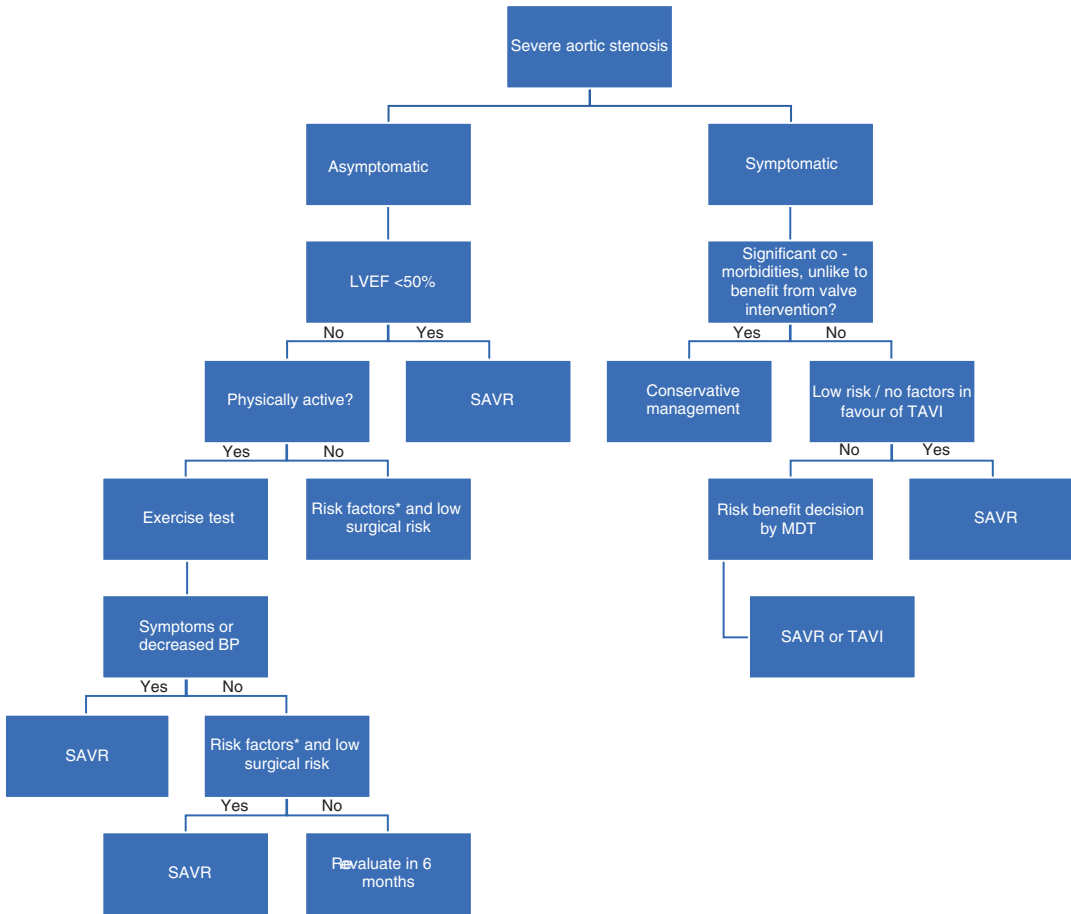 Severe aortic stenosis
Asymptomatic
Symptomatic
LVEF <50%
Significant co -
morbidities, unlike to
benefit from valve
intervention?
No
Yes
Yes
No
Physically active?
SAVR
Conservative
management
Low risk / no factors in
favour of TAVI
Yes
No
No
Yes
Exercise test
Risk factors* and low
surgical risk
Risk benefit decision
by MDT
SAVR
Symptoms or
decreased BP
SAVR or TAVI
Yes
No
SAVR
Risk factors* and low
surgical risk
Yes
No
SAVR
Reevaluate in 6
months